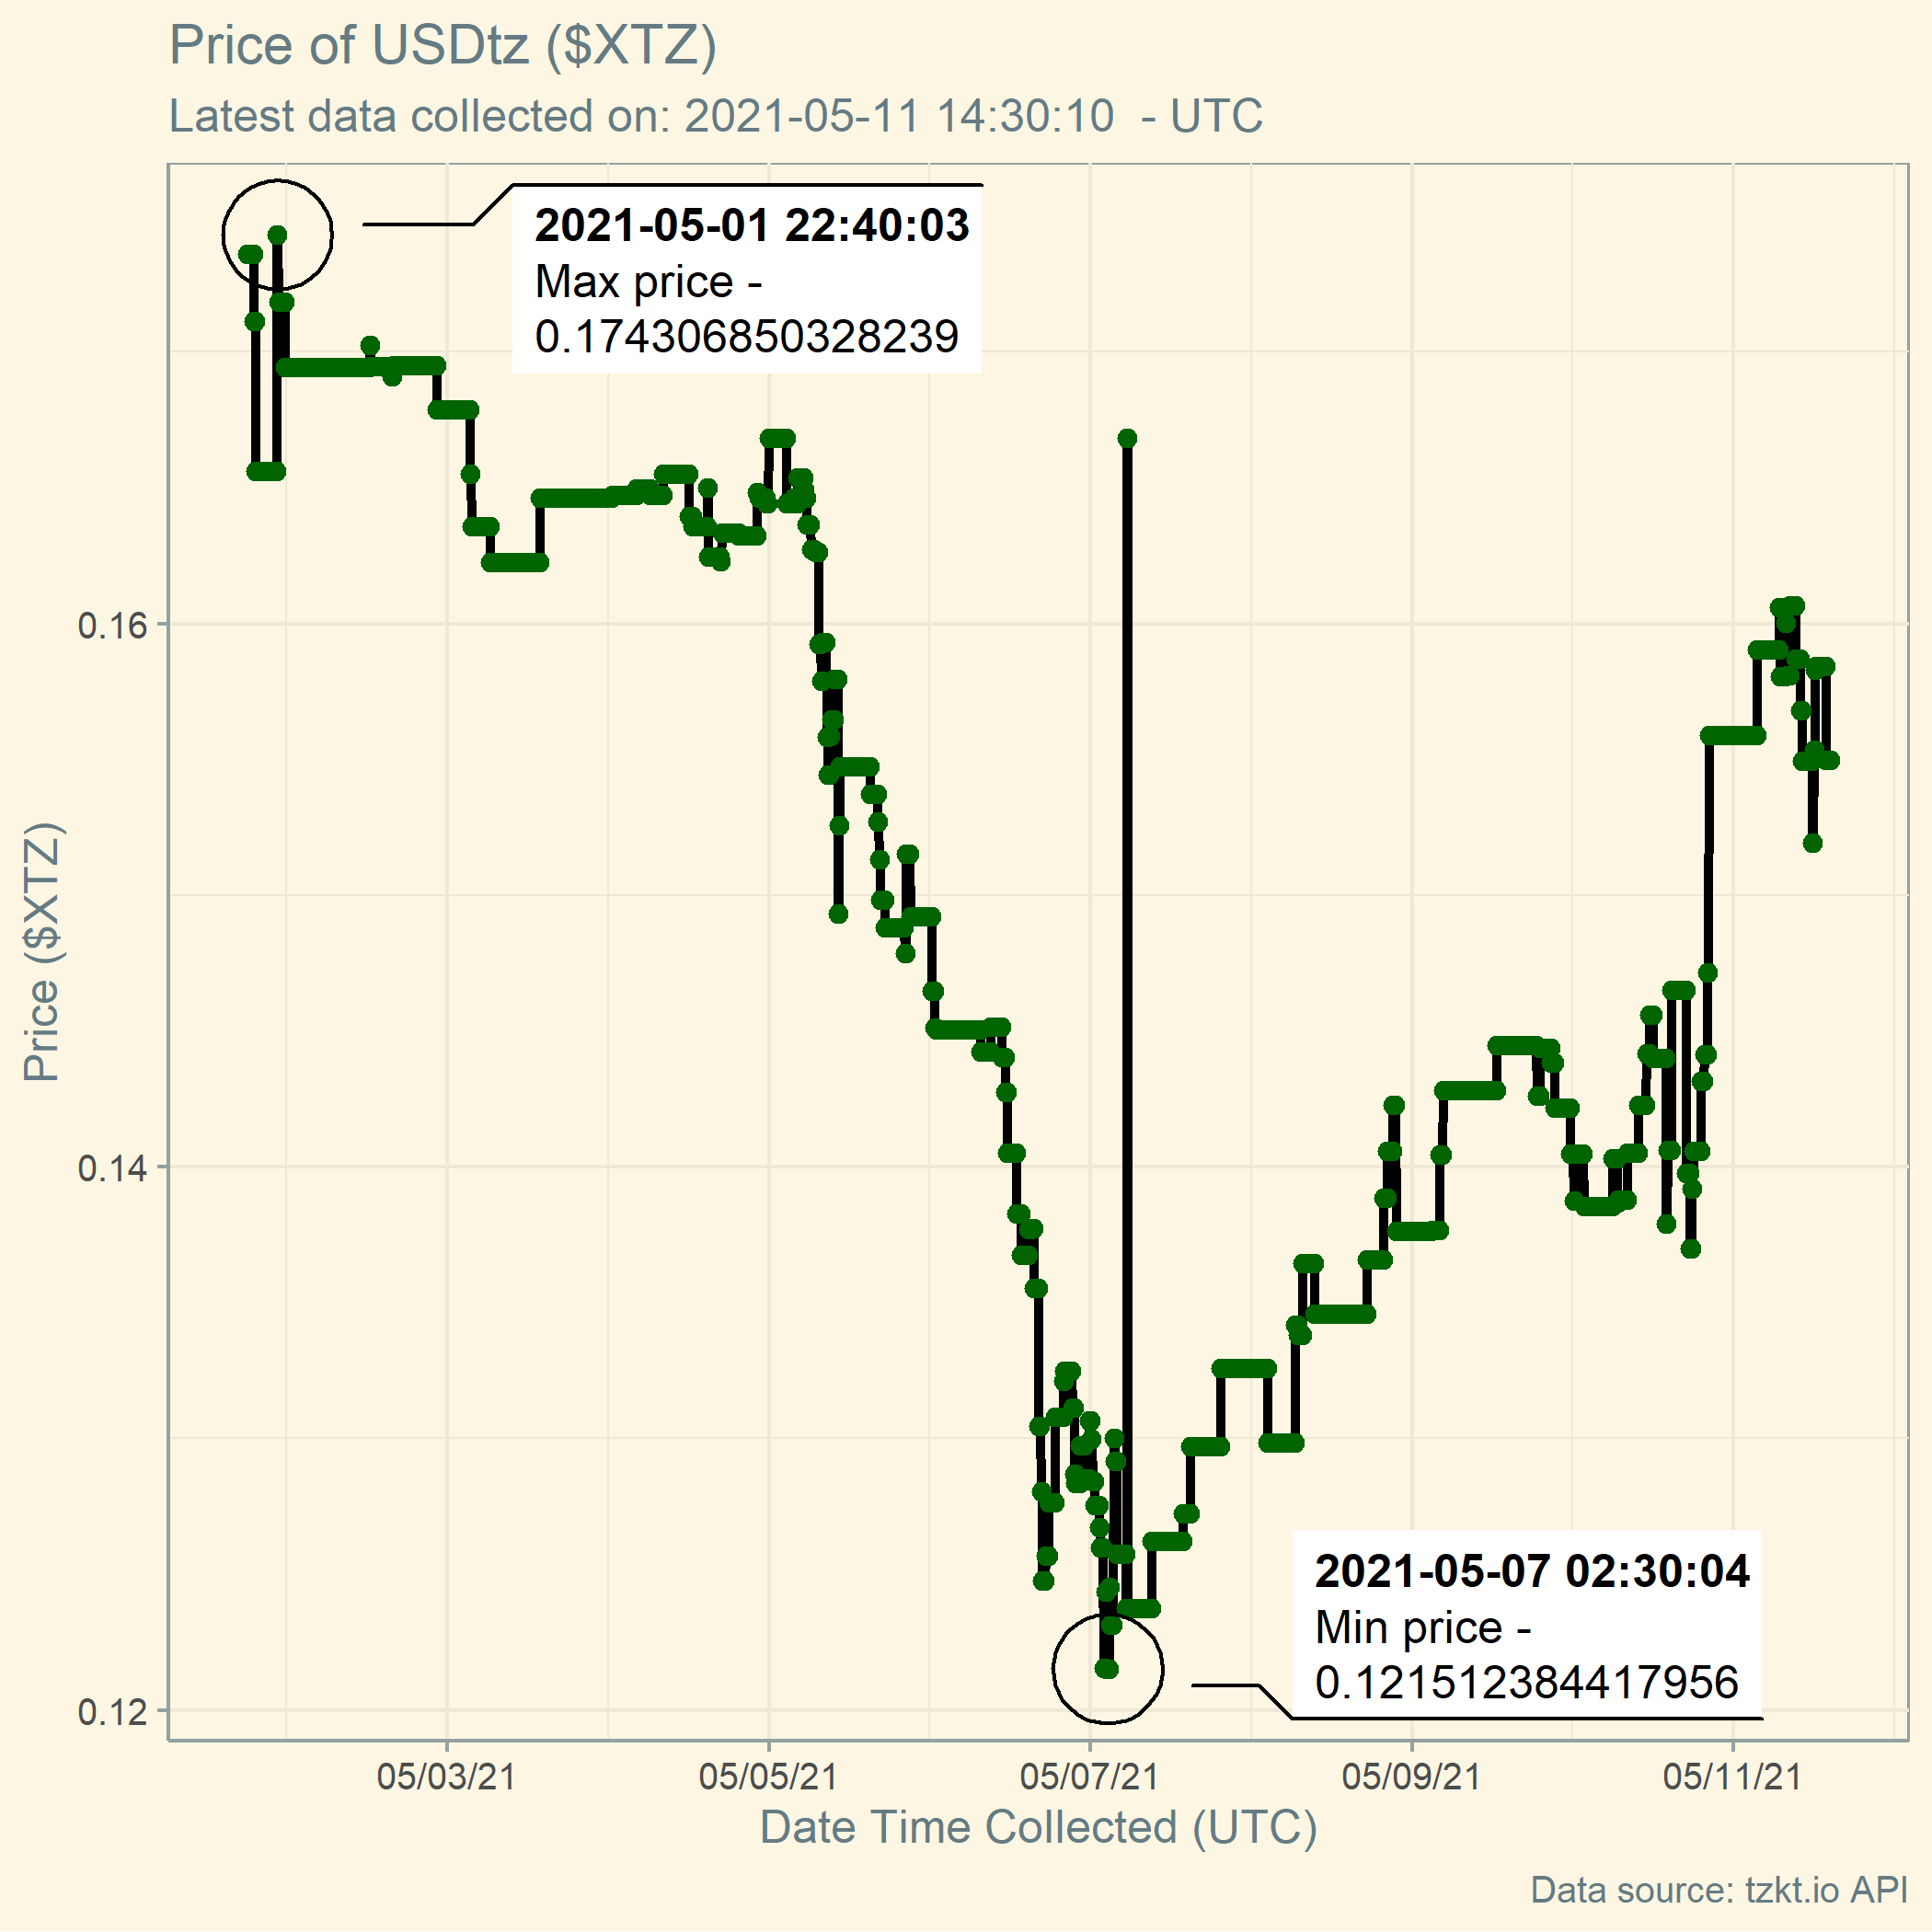 Price of USDtz ($XTZ)
Latest data collected on: 2021-05-11 14:30:10  - UTC
2021-05-01 22:40:03
Max price -
0.174306850328239
0.16
0.14
0.12
Price ($XTZ)
2021-05-07 02:30:04
Min price -
0.121512384417956
05/03/21
05/05/21
05/07/21
05/09/21
05/11/21
Date Time Collected (UTC)
Data source: tzkt.io API